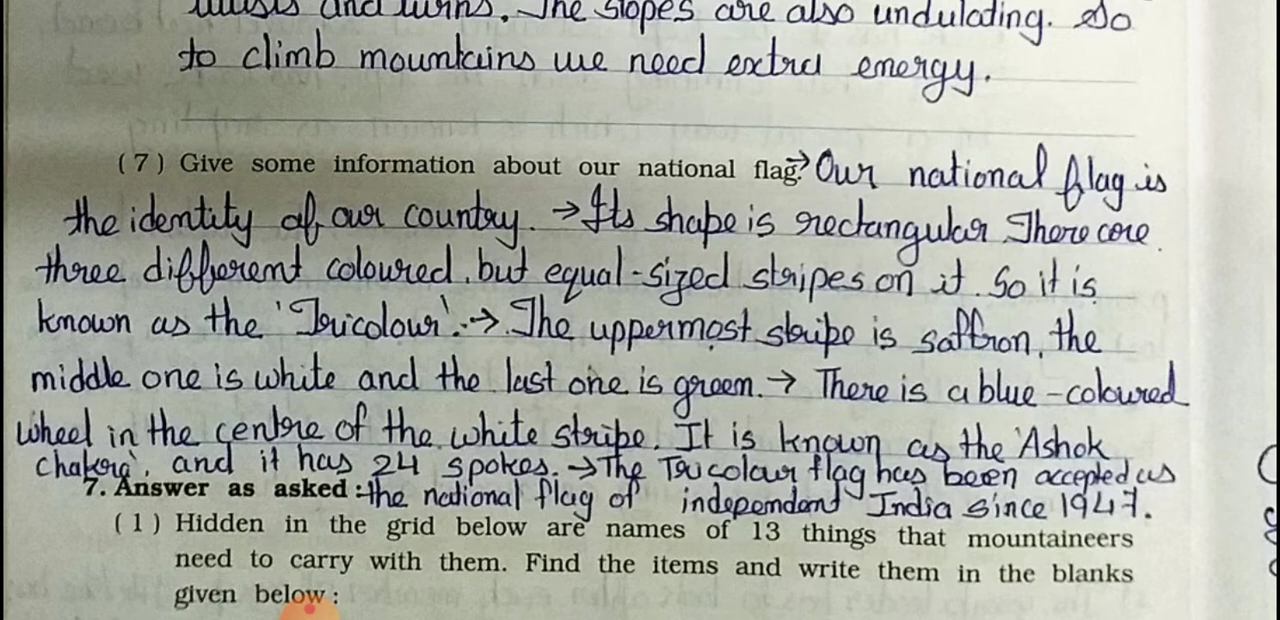 and turns. The slopes are also undulating. So
to climb mountains we need extra energy.
(7) Give some information about our national flag. → Our national flag is
the identity of our country. → Its shape is rectangular There are
three different coloured, but equal-sized stripes on it. So it is
known as the 'Tricolour'. → The uppermost stripe is saffron, the
middle one is white and the last one is green. → There is a blue-coloured
wheel in the centre of the white stripe. It is known as the 'Ashok
Chakra', and it has 24 spokes. → The Tricolour flag has been accepted as
7. Answer as asked: the national flag of independent India since 1947.
(1) Hidden in the grid below are names of 13 things that mountaineers
need to carry with them. Find the items and write them in the blanks
given below: